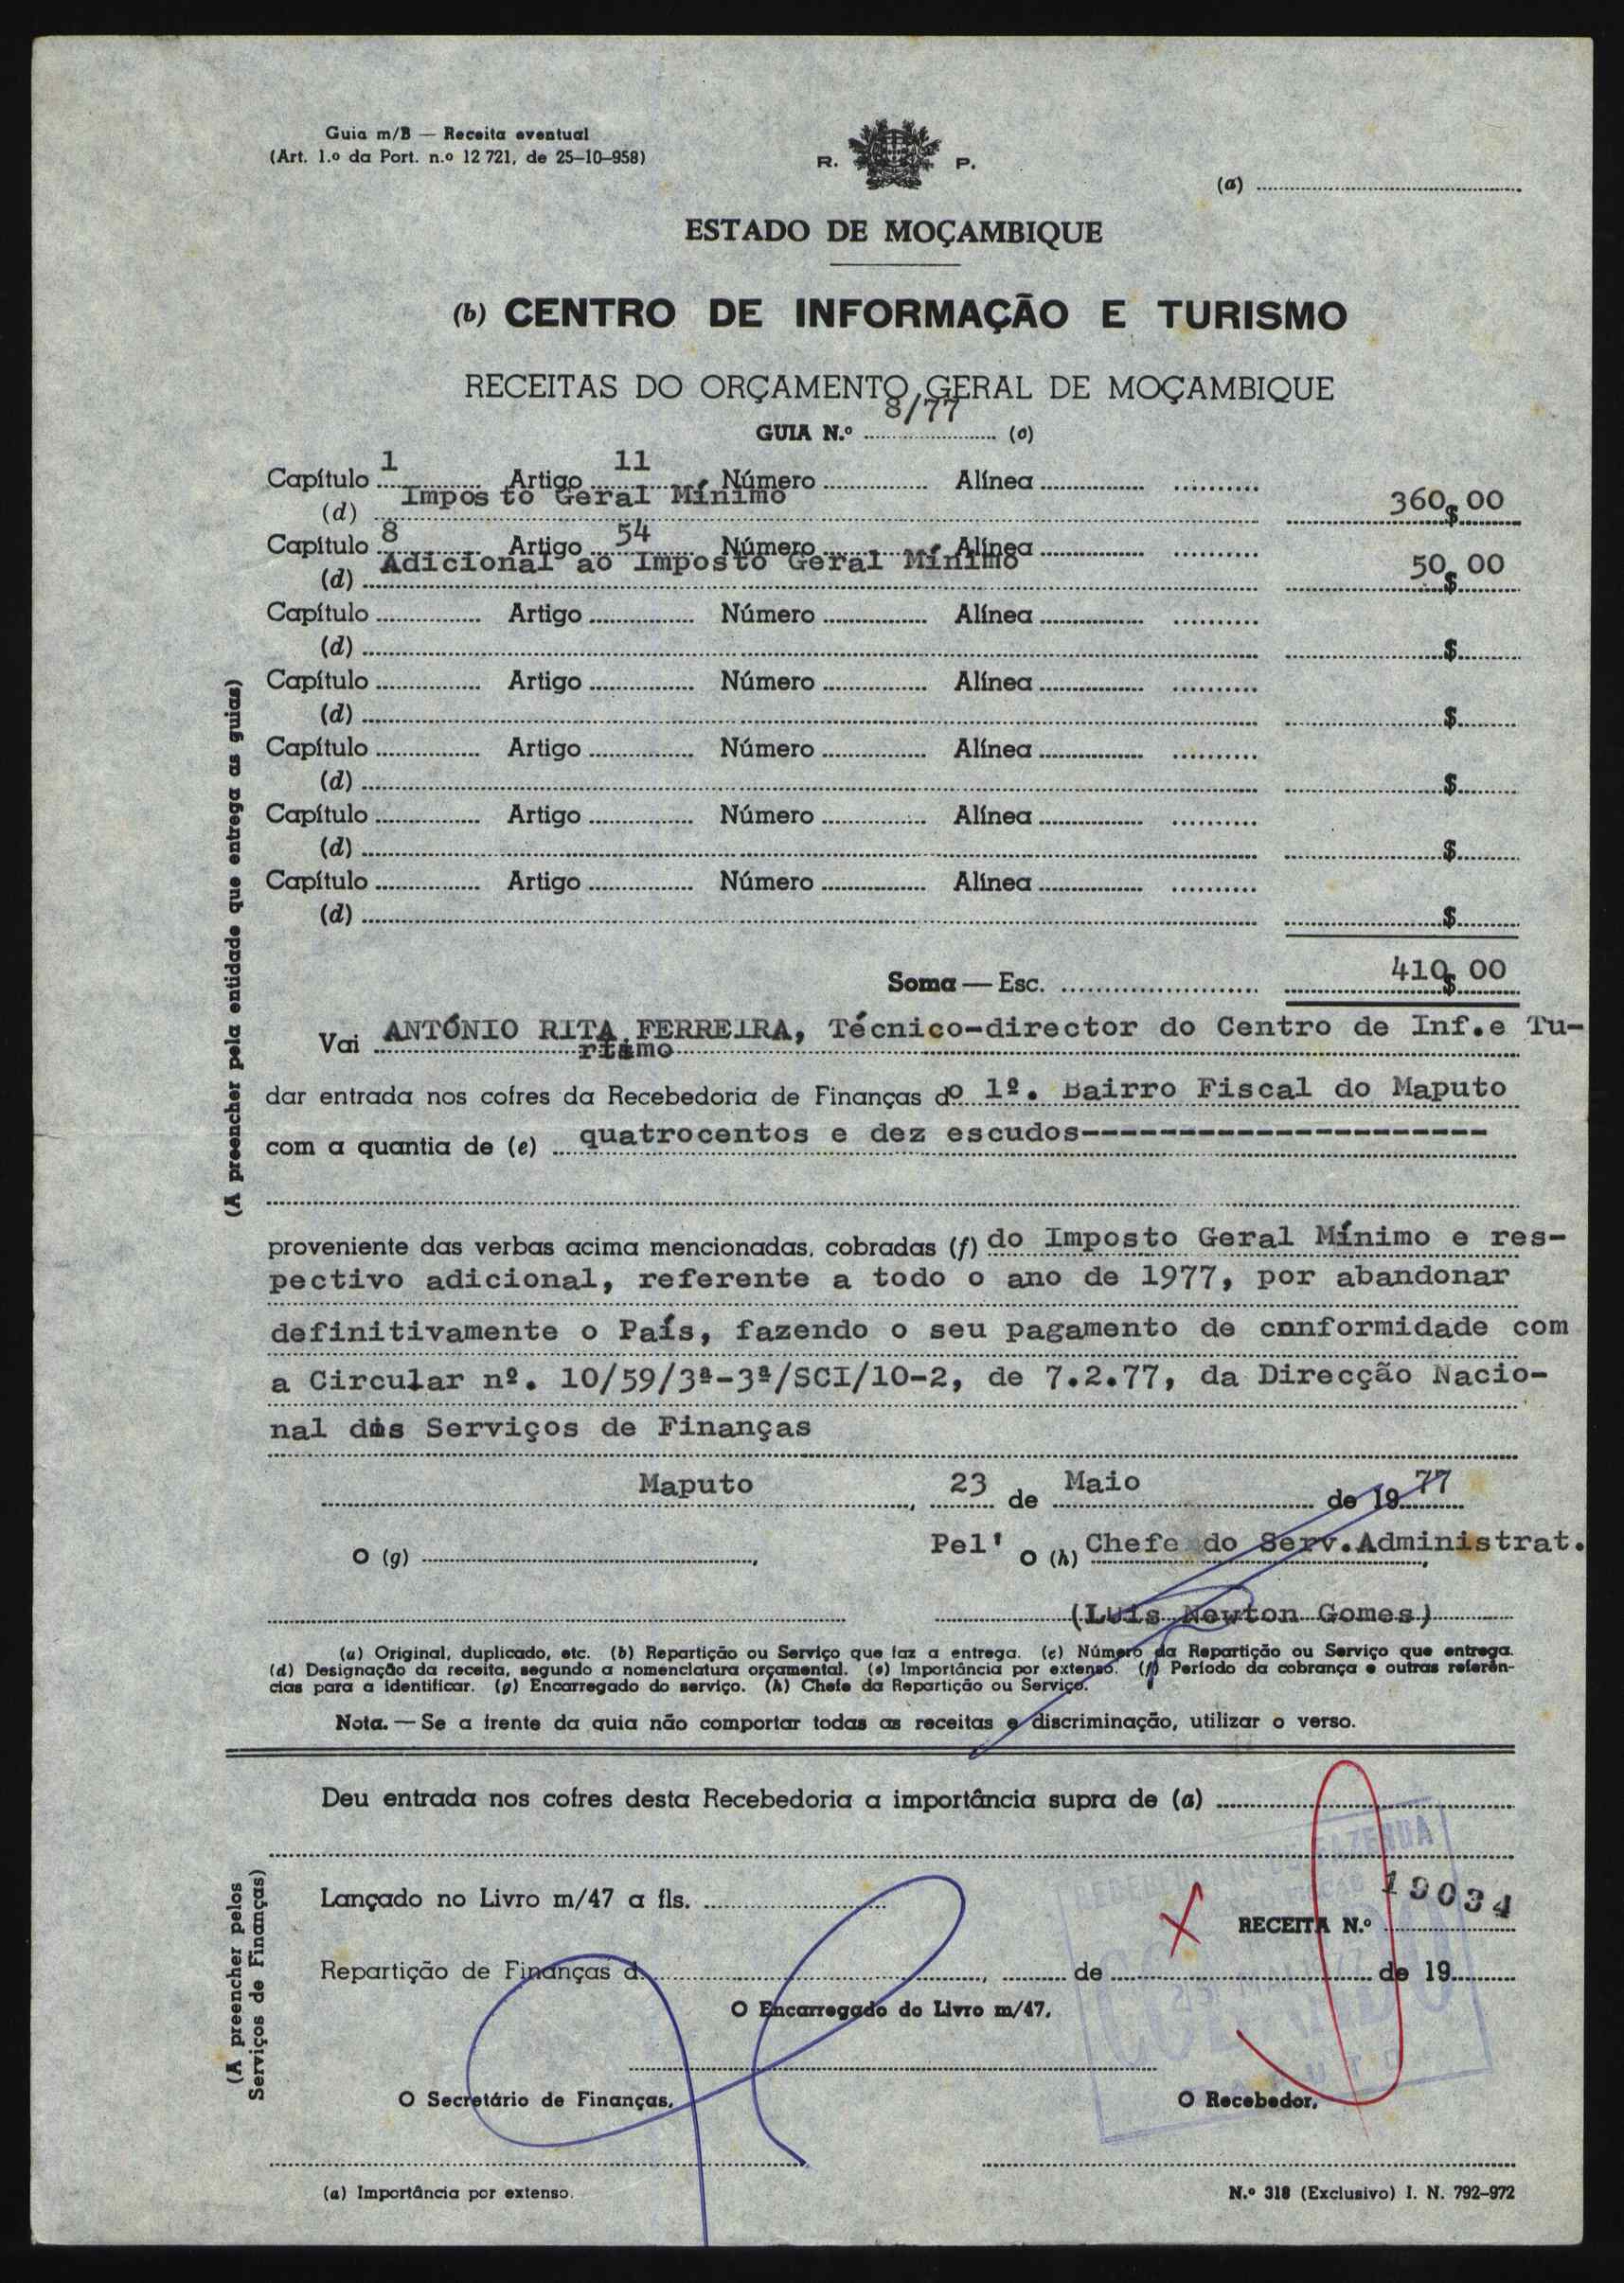 Guia m/B — Receita eventual
(Art. 1.º da Port. n.º 12 721, de 25-10-958)
R. P.
(a)
ESTADO DE MOÇAMBIQUE
(b) CENTRO DE INFORMAÇÃO E TURISMO
RECEITAS DO ORÇAMENTO GERAL DE MOÇAMBIQUE
GUIA N.º 8/77 (c)
Capítulo 1 Artigo 11 Número Alínea
(d) Imposto Geral Mínimo 360$00
Capítulo 8 Artigo 54 Número Alínea
(d) Adicional ao Imposto Geral Mínimo 50$00
Capítulo Artigo Número Alínea
(d) $
Capítulo Artigo Número Alínea
(d) $
Capítulo Artigo Número Alínea
(d) $
Capítulo Artigo Número Alínea
(d) $
Capítulo Artigo Número Alínea
(d) $
Soma — Esc. 410$00
(A preencher pela entidade que entrega as guias)
Vai ANTÓNIO RITA FERREIRA, Técnico-director do Centro de Inf.e Tu-
rismo
dar entrada nos cofres da Recebedoria de Finanças do 1º. Bairro Fiscal do Maputo
com a quantia de (e) quatrocentos e dez escudos---------------------
proveniente das verbas acima mencionadas, cobradas (f) do Imposto Geral Mínimo e res-
pectivo adicional, referente a todo o ano de 1977, por abandonar
definitivamente o País, fazendo o seu pagamento de cnnformidade com
a Circular nº. 10/59/3ª-3ª/SCI/10-2, de 7.2.77, da Direcção Nacio-
nal dos Serviços de Finanças
Maputo, 23 de Maio de 1977
O (g) , Pel' O (h) Chefe do Serv.Administrat.
(Luis Newton Gomes)
(a) Original, duplicado, etc. (b) Repartição ou Serviço que faz a entrega. (c) Número da Repartição ou Serviço que entrega.
(d) Designação da receita, segundo a nomenclatura orçamental. (e) Importância por extenso. (f) Período da cobrança e outras referên-
cias para a identificar. (g) Encarregado do serviço. (h) Chefe da Repartição ou Serviço.
Nota. — Se a frente da guia não comportar todas as receitas e discriminação, utilizar o verso.
Deu entrada nos cofres desta Recebedoria a importância supra de (a)
(A preencher pelos
Serviços de Finanças)
Lançado no Livro m/47 a fls.
RECEITA N.º 19034
Repartição de Finanças d , de de 19
O Encarregado do Livro m/47,
O Secretário de Finanças,
O Recebedor,
(a) Importância por extenso.
N.º 318 (Exclusivo) I. N. 792-972